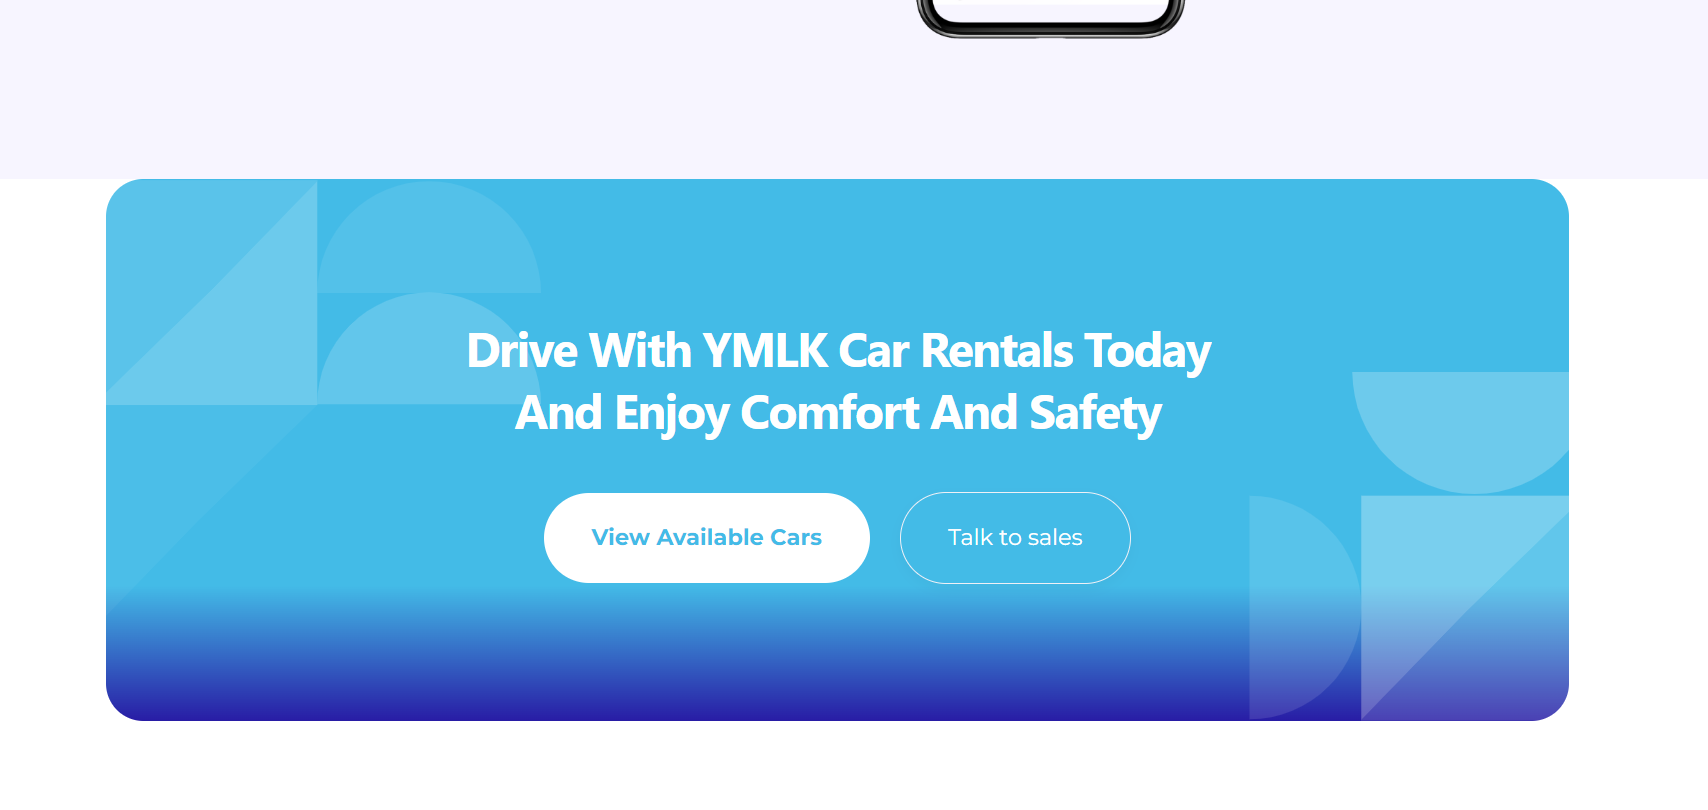 Drive With YMLK Car Rentals Today
And Enjoy Comfort And Safety
View Available Cars
Talk to sales